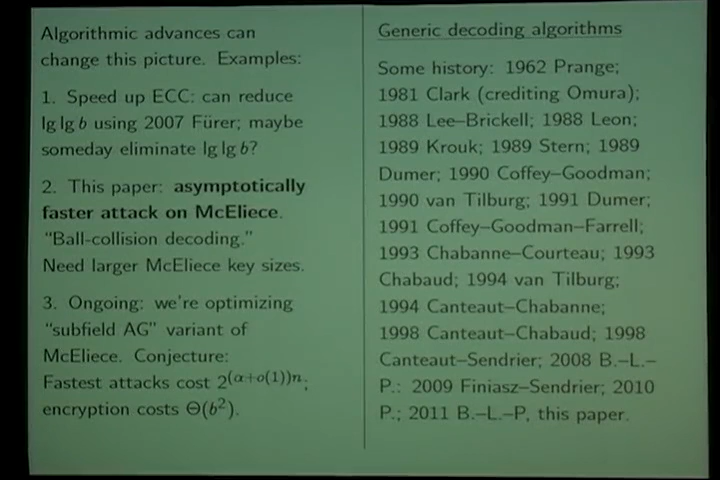 Algorithmic advances can
change this picture. Examples:
1. Speed up ECC: can reduce
lg lg b using 2007 Fürer; maybe
someday eliminate lg lg b?
2. This paper: asymptotically
faster attack on McEliece.
“Ball-collision decoding.”
Need larger McEliece key sizes.
3. Ongoing: we’re optimizing
“subfield AG” variant of
McEliece. Conjecture:
Fastest attacks cost 2^(α+o(1))n;
encryption costs Θ(b²).
Generic decoding algorithms
Some history: 1962 Prange;
1981 Clark (crediting Omura);
1988 Lee–Brickell; 1988 Leon;
1989 Krouk; 1989 Stern; 1989
Dumer; 1990 Coffey–Goodman;
1990 van Tilburg; 1991 Dumer;
1991 Coffey–Goodman–Farrell;
1993 Chabanne–Courteau; 1993
Chabaud; 1994 van Tilburg;
1994 Canteaut–Chabanne;
1998 Canteaut–Chabaud; 1998
Canteaut–Sendrier; 2008 B.–L.–
P.; 2009 Finiasz–Sendrier; 2010
P.; 2011 B.–L.–P, this paper.